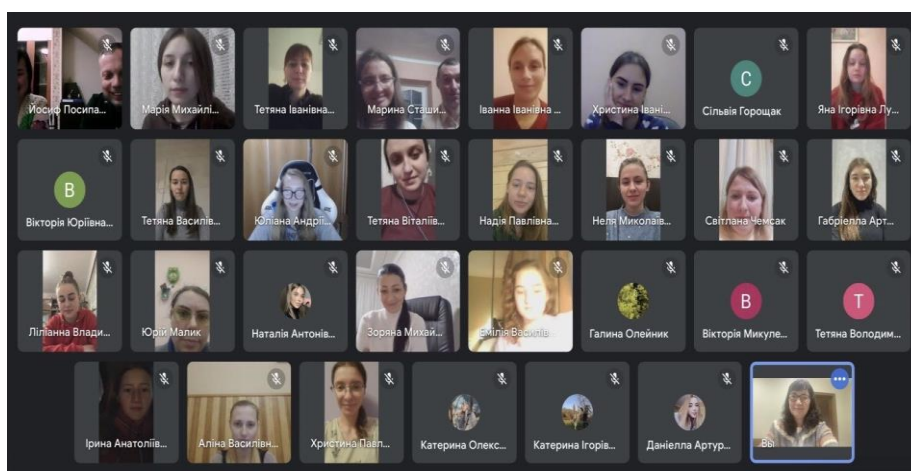 Йосиф Посипа...
Марія Михайлі...
Тетяна Іванівна...
Марина Сташи...
Іванна Іванівна ...
Христина Івані...
С
Сільвія Горощак
Яна Ігорівна Лу...
В
Вікторія Юріївна...
Тетяна Василів...
Юліана Андрії...
Тетяна Віталіїв...
Надія Павлівна...
Неля Миколаїв...
Світлана Чемсак
Габріелла Арт...
Ліліанна Влади...
Юрій Малик
Наталія Антонів...
Зоряна Михай...
Емілія Василів...
Галина Олейник
В
Вікторія Микуле...
Т
Тетяна Володим...
Ірина Анатоліїв...
Аліна Василівн...
Христина Павл...
Катерина Олекс...
Катерина Ігорів...
Даніелла Артур...
Вы